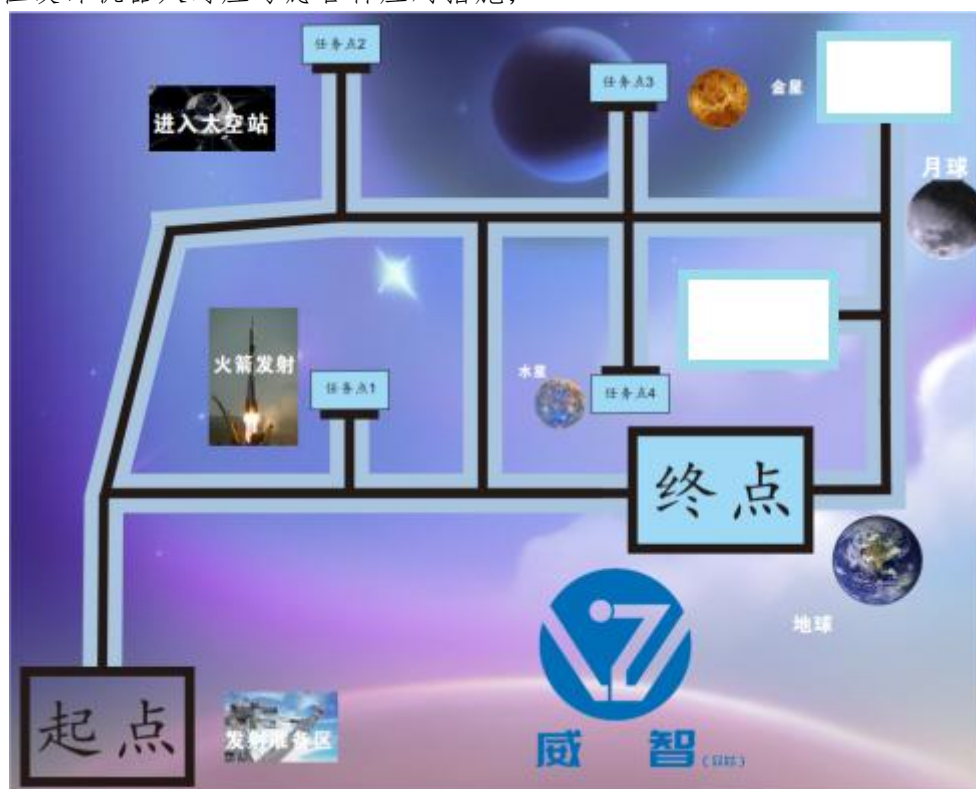 任务点2
任务点3
金星
进入太空站
月球
火箭发射
水星
任务点1
任务点4
终点
地球
起点
发射准备区
威智